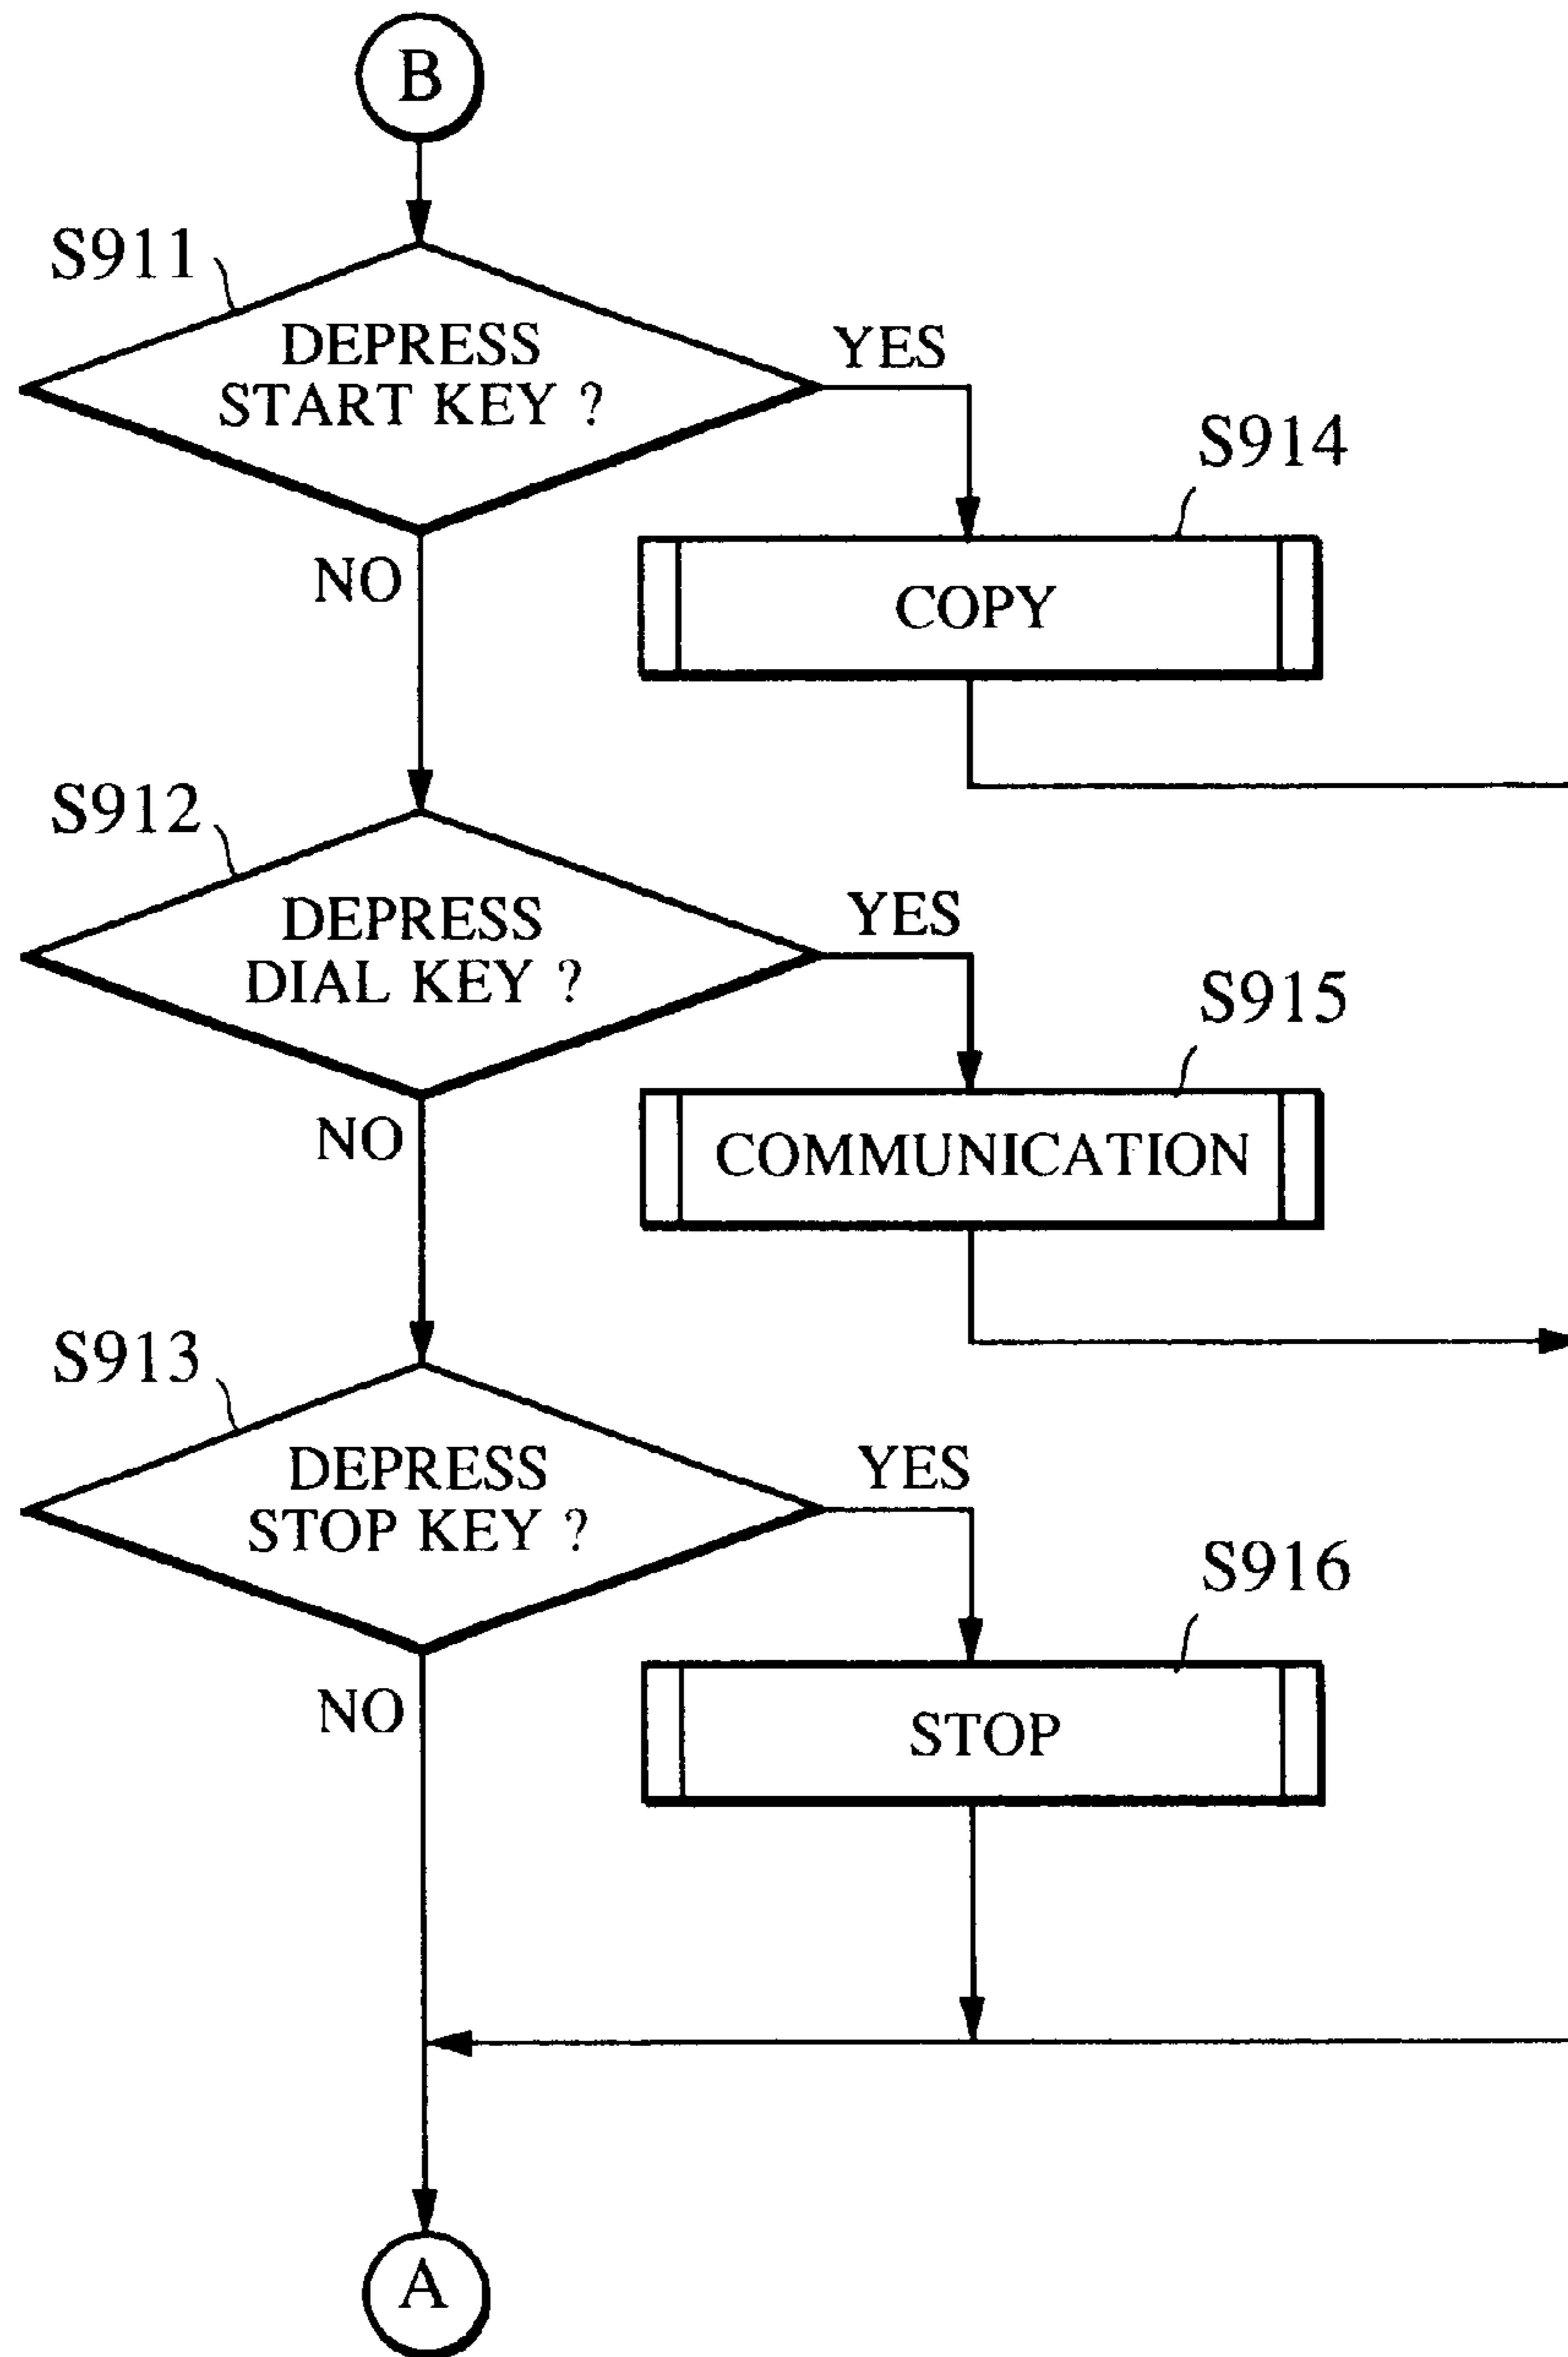 B
S911
DEPRESS
START KEY ?
YES
NO
S914
COPY
S912
DEPRESS
DIAL KEY ?
YES
NO
S915
COMMUNICATION
S913
DEPRESS
STOP KEY ?
YES
NO
S916
STOP
A